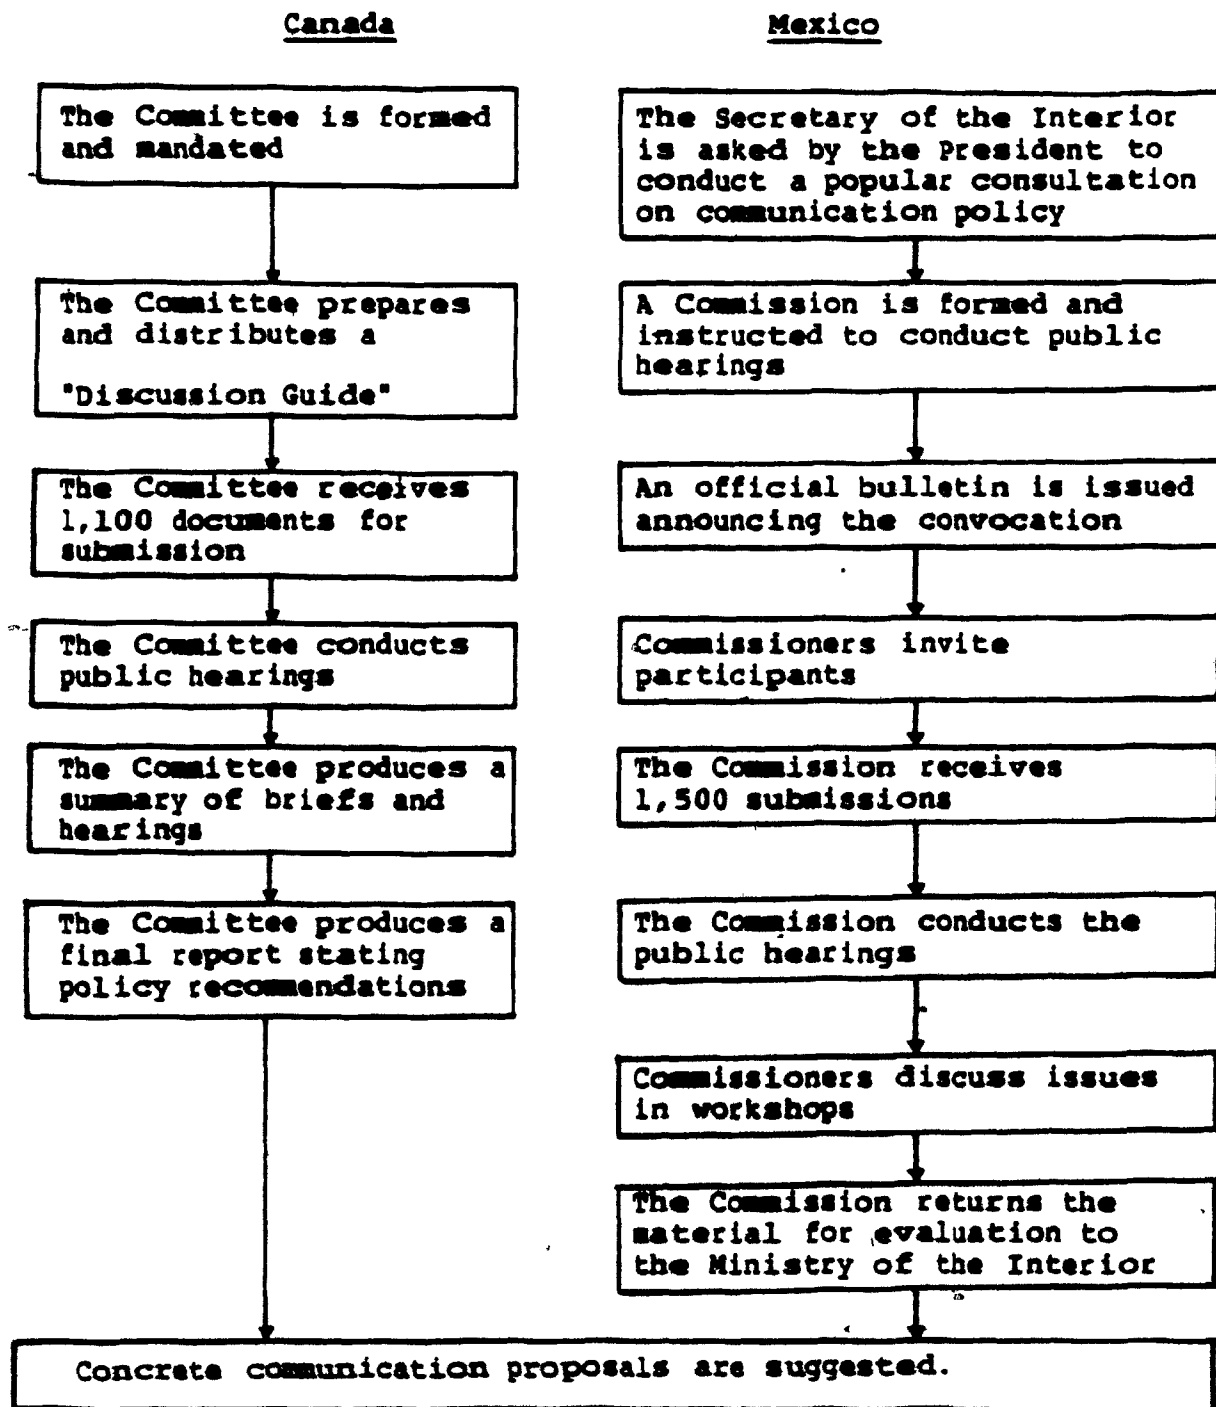 Canada
The Committee is formed
and mandated
The Committee prepares
and distributes a
"Discussion Guide"
The Committee receives
1,100 documents for
submission
The Committee conducts
public hearings
The Committee produces a
summary of briefs and
hearings
The Committee produces a
final report stating
policy recommendations
Mexico
The Secretary of the Interior
is asked by the President to
conduct a popular consultation
on communication policy
A Commission is formed and
instructed to conduct public
hearings
An official bulletin is issued
announcing the convocation
Commissioners invite
participants
The Commission receives
1,500 submissions
The Commission conducts the
public hearings
Commissioners discuss issues
in workshops
The Commission returns the
material for evaluation to
the Ministry of the Interior
Concrete communication proposals are suggested.